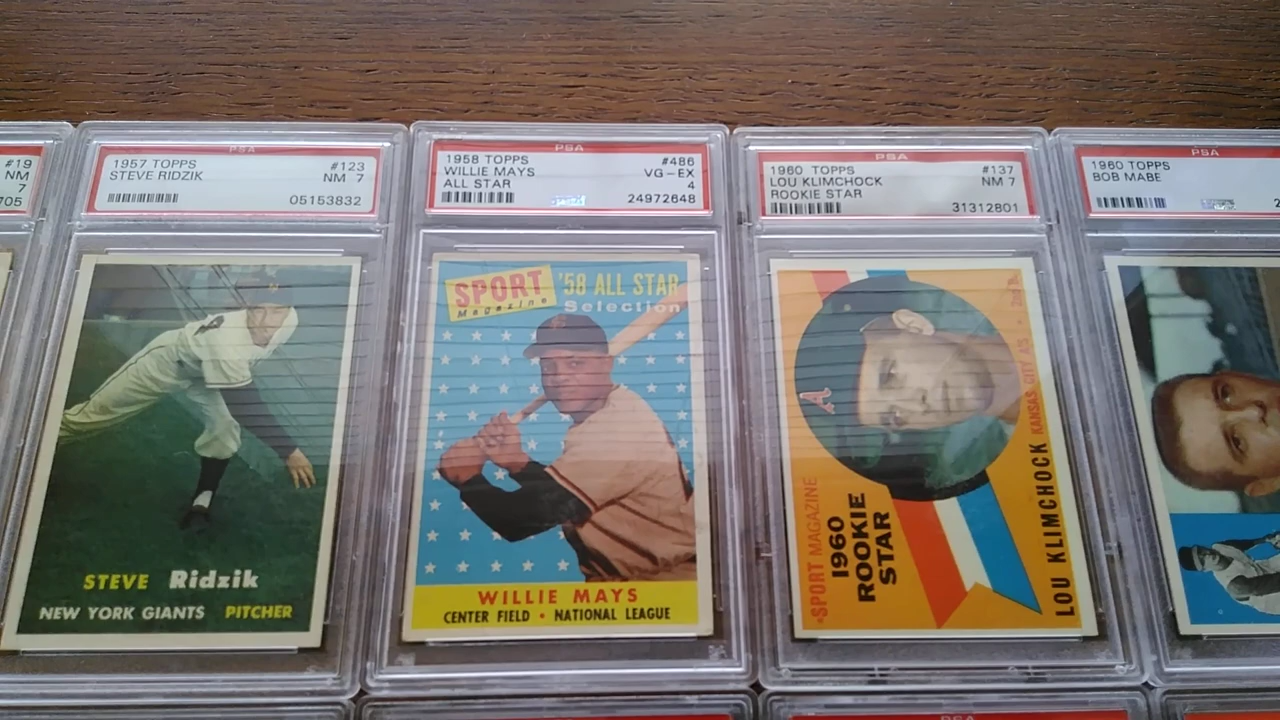 #19
NM
7
705
PSA
1957 TOPPS #123
STEVE RIDZIK NM 7
05153832
STEVE Ridzik
NEW YORK GIANTS PITCHER
PSA
1958 TOPPS #486
WILLIE MAYS VG-EX
ALL STAR 4
24972648
SPORT
Magazine
'58 ALL STAR
Selection
WILLIE MAYS
CENTER FIELD • NATIONAL LEAGUE
PSA
1960 TOPPS #137
LOU KLIMCHOCK NM 7
ROOKIE STAR
31312801
A
SPORT MAGAZINE
1960
ROOKIE
STAR
LOU KLIMCHOCK KANSAS CITY A'S • 2nd B.
PSA
1960 TOPPS
BOB MABE
2
PSA